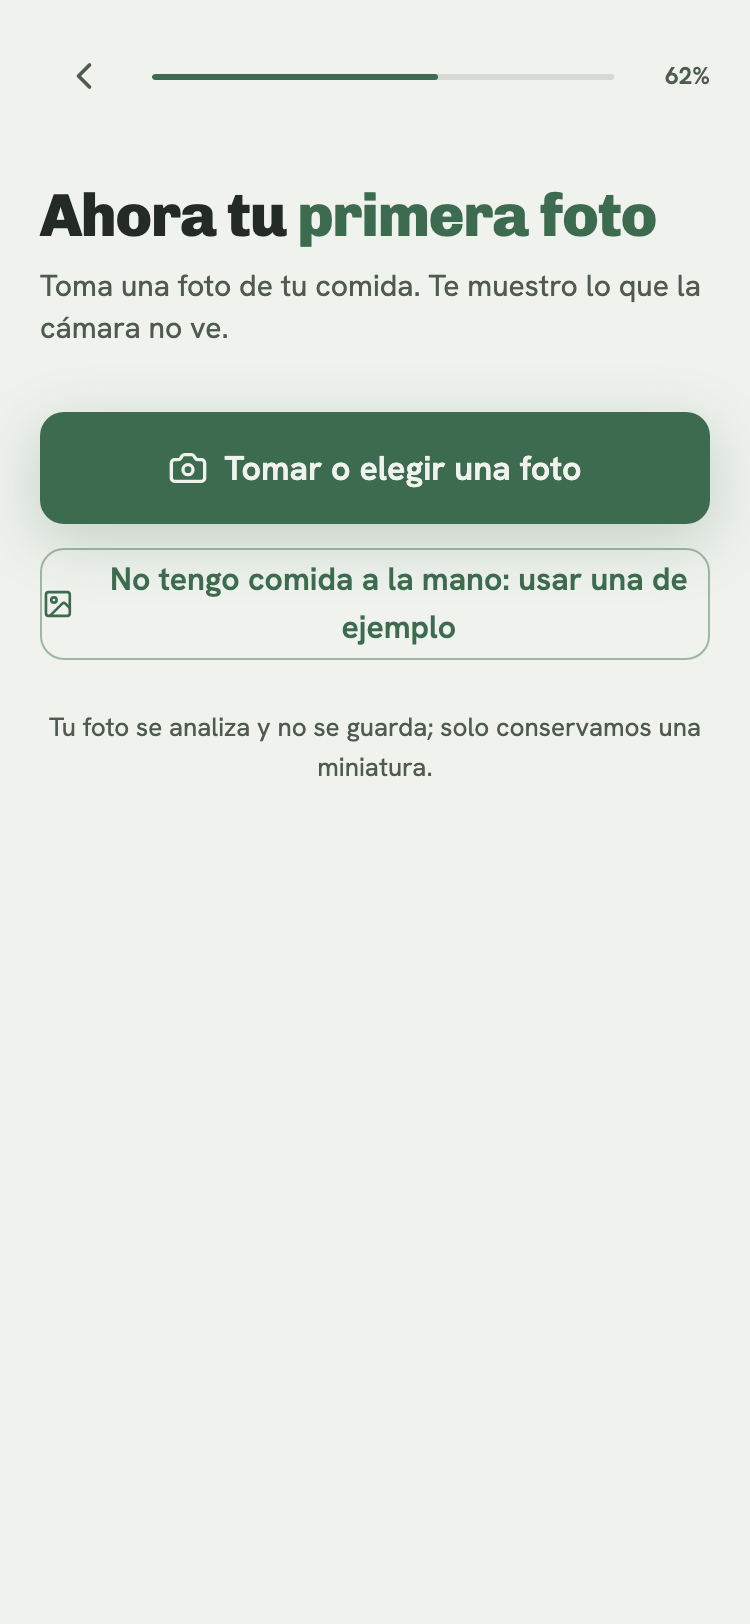 62%
Ahora tu primera foto
Toma una foto de tu comida. Te muestro lo que la
cámara no ve.
Tomar o elegir una foto
No tengo comida a la mano: usar una de
ejemplo
Tu foto se analiza y no se guarda; solo conservamos una
miniatura.